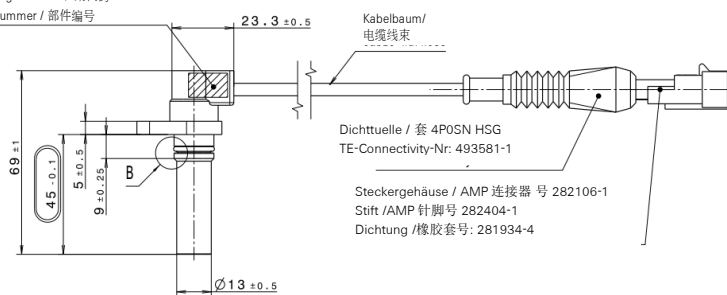 ummer / 部件编号
23.3 ±0.5
Kabelbaum/
电缆线束
69 ±1
45 -0.1
5 ±0.5
9 ±0.25
B
Ø13 ±0.5
Dichttuelle / 套 4P0SN HSG
TE-Connectivity-Nr: 493581-1
Steckergehäuse / AMP 连接器 号 282106-1
Stift /AMP 针脚号 282404-1
Dichtung /橡胶套号: 281934-4